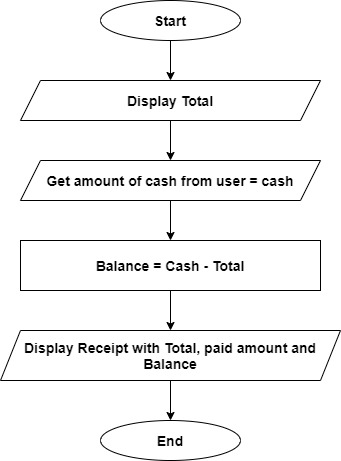 Start
Display Total
Get amount of cash from user = cash
Balance = Cash - Total
Display Receipt with Total, paid amount and
Balance
End